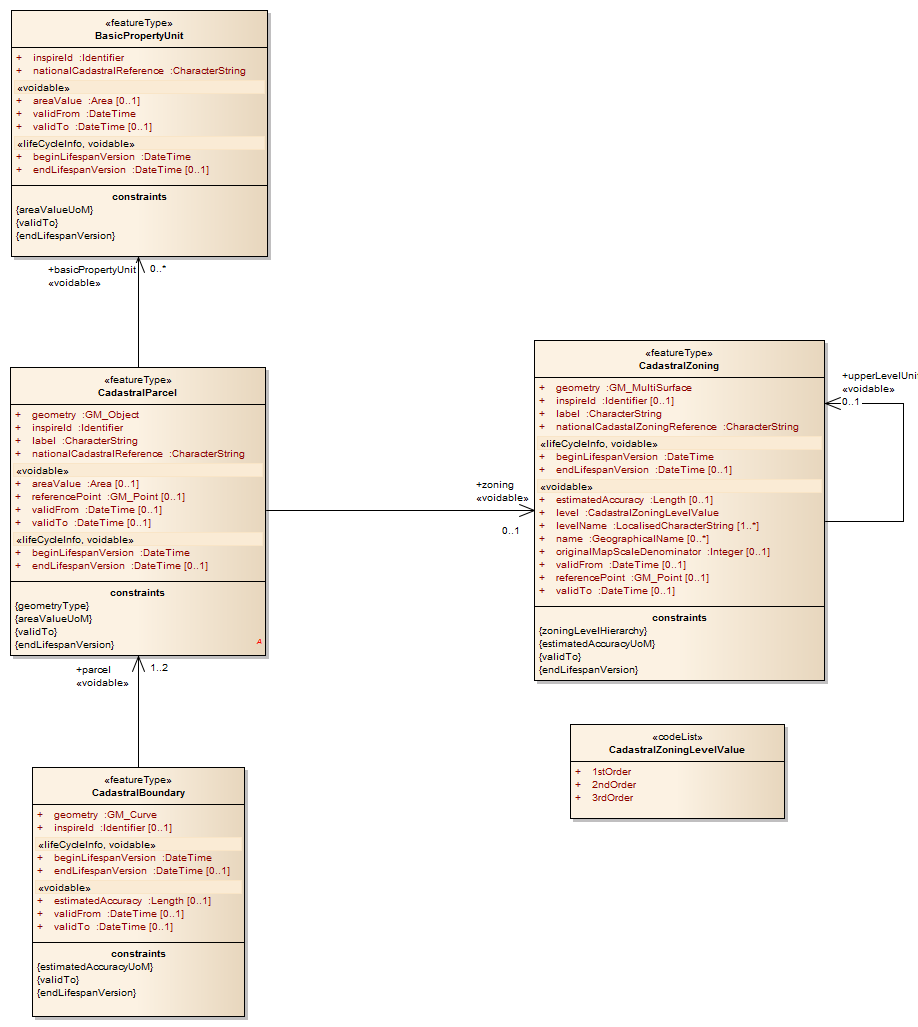 «featureType»
BasicPropertyUnit
+ inspireId :Identifier
+ nationalCadastralReference :CharacterString
«voidable»
+ areaValue :Area [0..1]
+ validFrom :DateTime
+ validTo :DateTime [0..1]
«lifeCycleInfo, voidable»
+ beginLifespanVersion :DateTime
+ endLifespanVersion :DateTime [0..1]
constraints
{areaValueUoM}
{validTo}
{endLifespanVersion}
+basicPropertyUnit 0..*
«voidable»
«featureType»
CadastralParcel
+ geometry :GM_Object
+ inspireId :Identifier
+ label :CharacterString
+ nationalCadastralReference :CharacterString
«voidable»
+ areaValue :Area [0..1]
+ referencePoint :GM_Point [0..1]
+ validFrom :DateTime [0..1]
+ validTo :DateTime [0..1]
«lifeCycleInfo, voidable»
+ beginLifespanVersion :DateTime
+ endLifespanVersion :DateTime [0..1]
constraints
{geometryType}
{areaValueUoM}
{validTo}
{endLifespanVersion}
A
+zoning
«voidable»
0..1
«featureType»
CadastralZoning
+ geometry :GM_MultiSurface
+ inspireId :Identifier [0..1]
+ label :CharacterString
+ nationalCadastalZoningReference :CharacterString
«lifeCycleInfo, voidable»
+ beginLifespanVersion :DateTime
+ endLifespanVersion :DateTime [0..1]
«voidable»
+ estimatedAccuracy :Length [0..1]
+ level :CadastralZoningLevelValue
+ levelName :LocalisedCharacterString [1..*]
+ name :GeographicalName [0..*]
+ originalMapScaleDenominator :Integer [0..1]
+ validFrom :DateTime [0..1]
+ referencePoint :GM_Point [0..1]
+ validTo :DateTime [0..1]
constraints
{zoningLevelHierarchy}
{estimatedAccuracyUoM}
{validTo}
{endLifespanVersion}
+upperLevelUni
«voidable»
0..1
+parcel 1..2
«voidable»
«featureType»
CadastralBoundary
+ geometry :GM_Curve
+ inspireId :Identifier [0..1]
«lifeCycleInfo, voidable»
+ beginLifespanVersion :DateTime
+ endLifespanVersion :DateTime [0..1]
«voidable»
+ estimatedAccuracy :Length [0..1]
+ validFrom :DateTime [0..1]
+ validTo :DateTime [0..1]
constraints
{estimatedAccuracyUoM}
{validTo}
{endLifespanVersion}
«codeList»
CadastralZoningLevelValue
+ 1stOrder
+ 2ndOrder
+ 3rdOrder